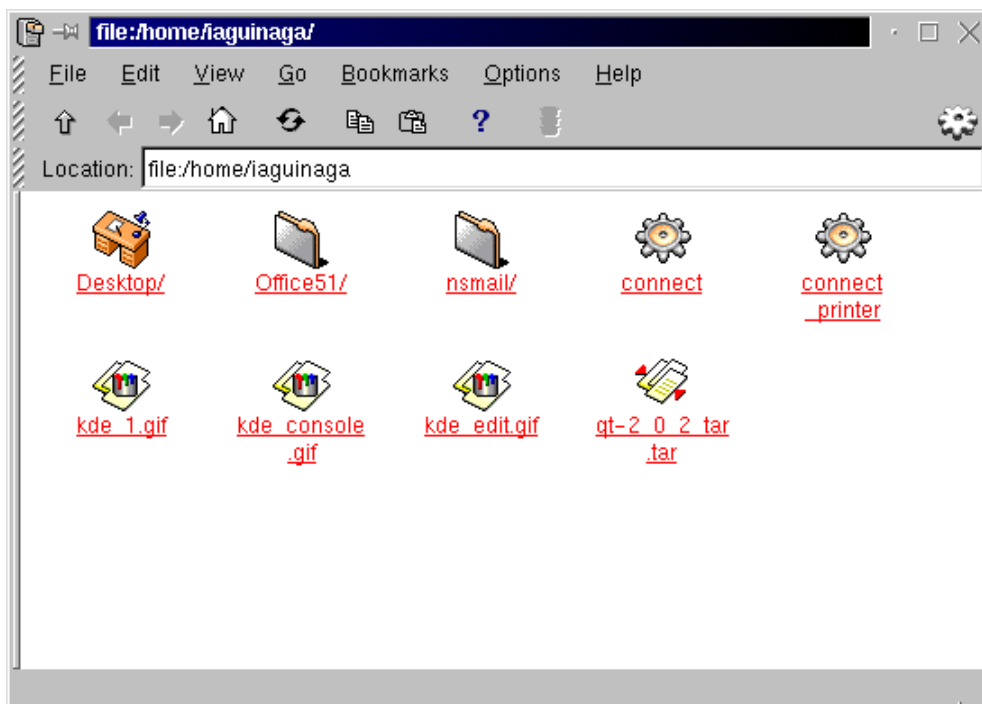 file:/home/iaguinaga/
File Edit View Go Bookmarks Options Help
?
Location: file:/home/iaguinaga
Desktop/ Office51/ nsmail/ connect connect
_printer
kde_1.gif kde_console kde_edit.gif qt-2_0_2_tar
.gif .tar